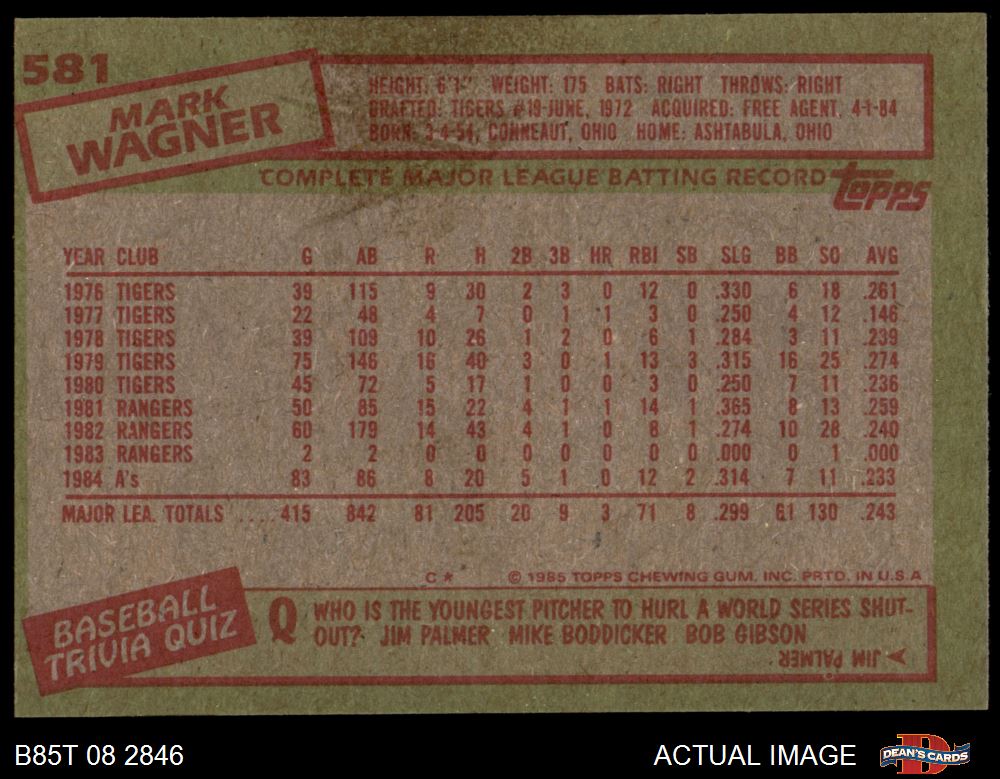 581
MARK
WAGNER
HEIGHT: 6'1" WEIGHT: 175 BATS: RIGHT THROWS: RIGHT
DRAFTED: TIGERS #19-JUNE, 1972 ACQUIRED: FREE AGENT, 4-1-84
BORN: 3-4-54, CONNEAUT, OHIO HOME: ASHTABULA, OHIO
COMPLETE MAJOR LEAGUE BATTING RECORD topps
YEAR CLUB G AB R H 2B 3B HR RBI SB SLG BB SO AVG
1976 TIGERS 39 115 9 30 2 3 0 12 0 .330 6 18 .261
1977 TIGERS 22 48 4 7 0 1 1 3 0 .250 4 12 .146
1978 TIGERS 39 109 10 26 1 2 0 6 1 .284 3 11 .239
1979 TIGERS 75 146 16 40 3 0 1 13 3 .315 16 25 .274
1980 TIGERS 45 72 5 17 1 0 0 3 0 .250 7 11 .236
1981 RANGERS 50 85 15 22 4 1 1 14 1 .365 8 13 .259
1982 RANGERS 60 179 14 43 4 1 0 8 1 .274 10 28 .240
1983 RANGERS 2 2 0 0 0 0 0 0 0 .000 0 1 .000
1984 A's 83 86 8 20 5 1 0 12 2 .314 7 11 .233
MAJOR LEA. TOTALS .....415 842 81 205 20 9 3 71 8 .299 61 130 .243
C* © 1985 TOPPS CHEWING GUM. INC. PRTD. IN U.S.A
BASEBALL
TRIVIA QUIZ
Q WHO IS THE YOUNGEST PITCHER TO HURL A WORLD SERIES SHUT-
OUT? JIM PALMER MIKE BODDICKER BOB GIBSON
JIM PALMER
B85T 08 2846
ACTUAL IMAGE
DEAN'S CARDS